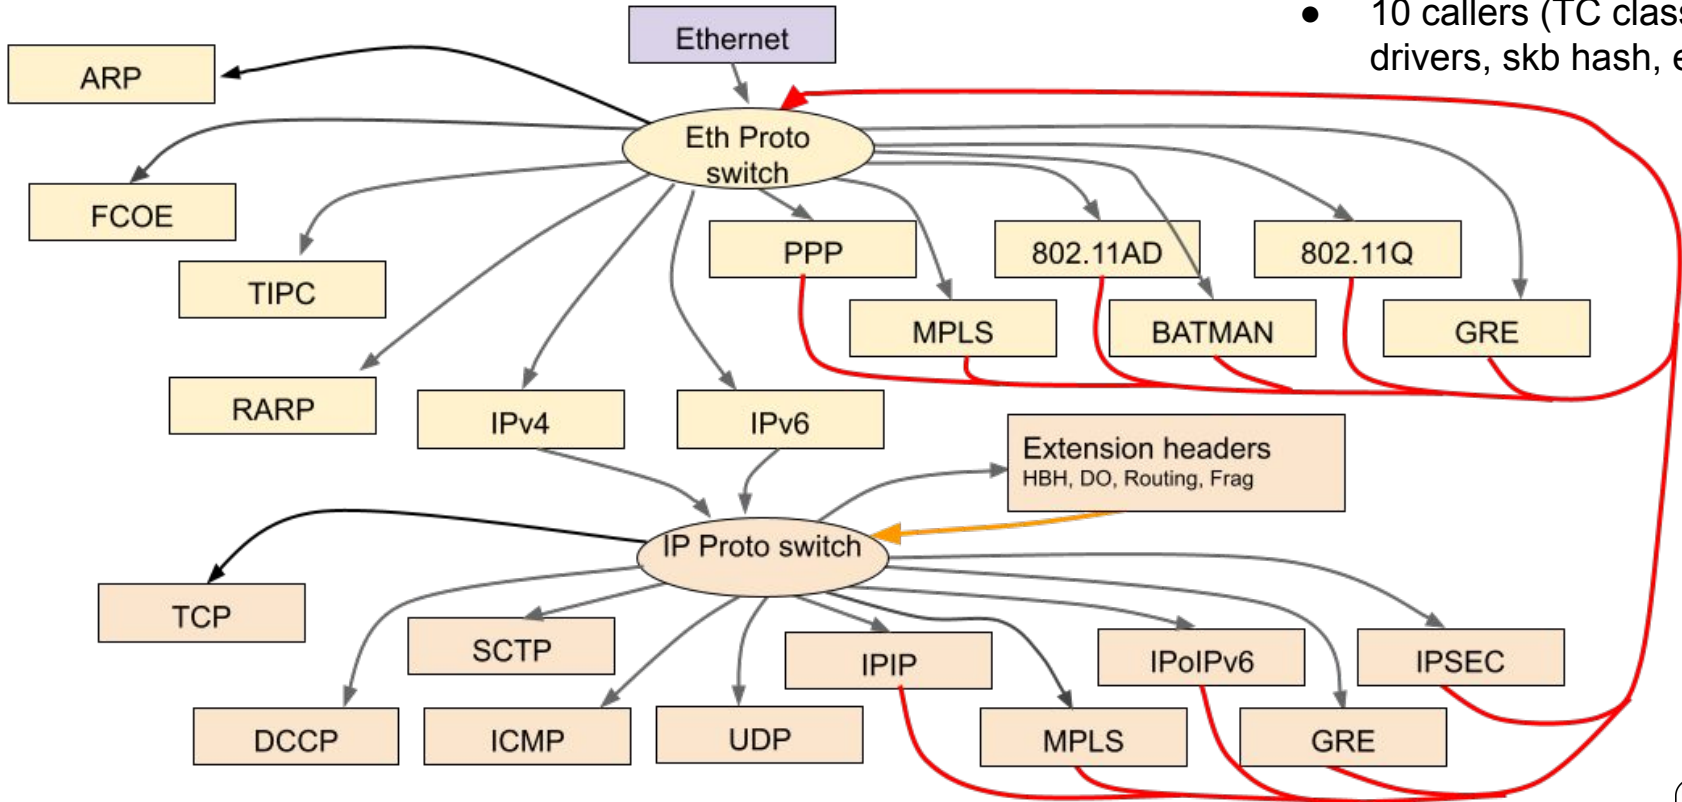 ● 10 callers (TC class
drivers, skb hash, e
Ethernet
ARP
Eth Proto
switch
FCOE
PPP
802.11AD
802.11Q
TIPC
MPLS
BATMAN
GRE
RARP
IPv4
IPv6
Extension headers
HBH, DO, Routing, Frag
IP Proto switch
TCP
SCTP
IPIP
IPoIPv6
IPSEC
DCCP
ICMP
UDP
MPLS
GRE